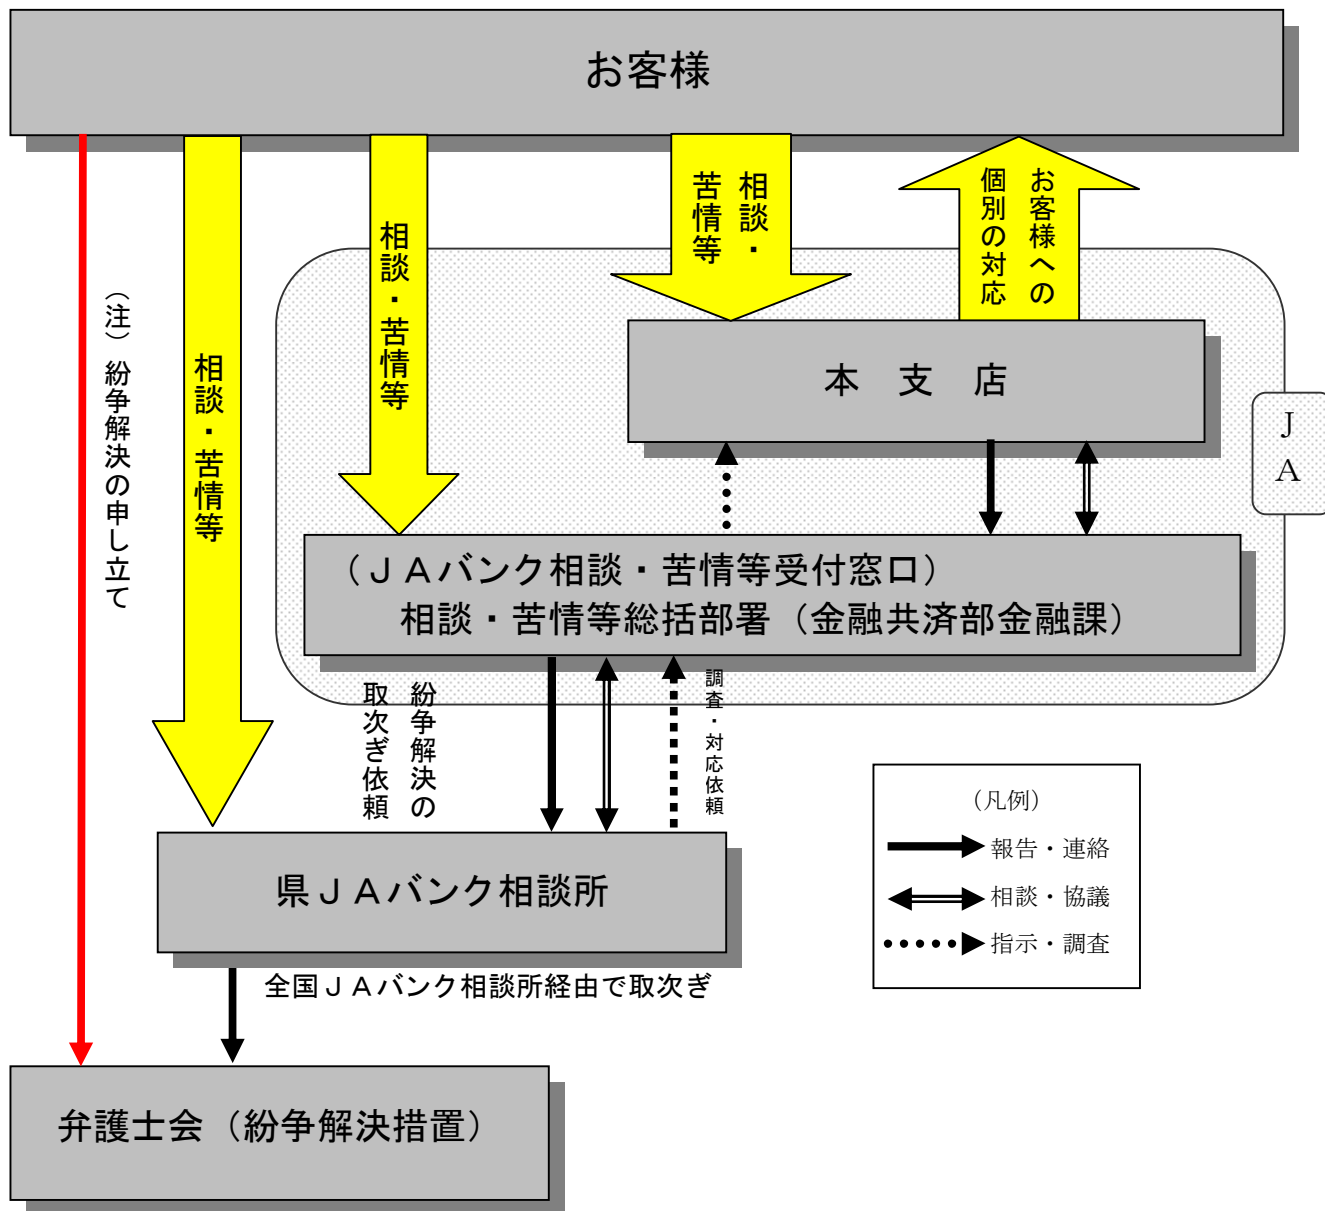 お客様
（注）紛争解決の申し立て
相談・苦情等
相談・苦情等
相談・
苦情等
お客様への
個別の対応
本　支　店
ＪＡ
（ＪＡバンク相談・苦情等受付窓口）
相談・苦情等総括部署（金融共済部金融課）
紛争解決の
取次ぎ依頼
調査・対応依頼
県ＪＡバンク相談所
（凡例）
報告・連絡
相談・協議
指示・調査
全国ＪＡバンク相談所経由で取次ぎ
弁護士会（紛争解決措置）